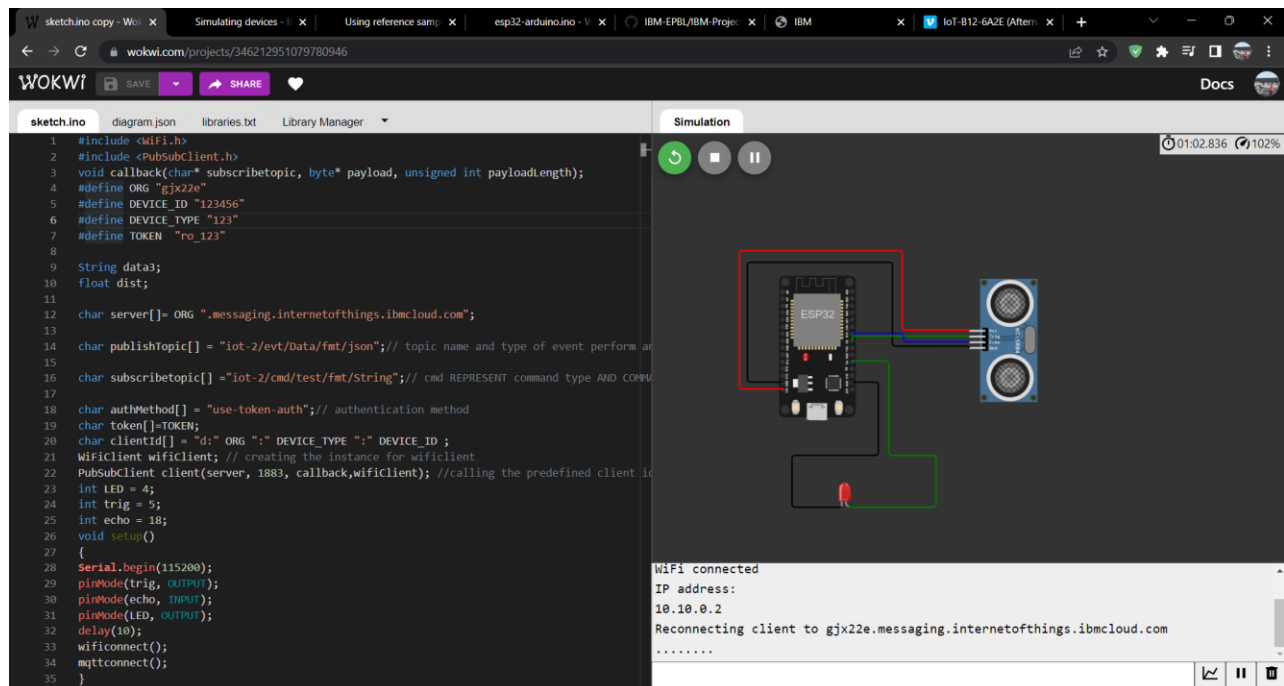 sketch.ino copy - Wok
Simulating devices - I
Using reference samp
esp32-arduino.ino - W
IBM-EPBL/IBM-Projec
IBM
IoT-B12-6A2E (Aftern
wokwi.com/projects/346212951079780946
WOKWi
SAVE
SHARE
Docs
sketch.ino
diagram.json
libraries.txt
Library Manager
1 #include <WiFi.h>
2 #include <PubSubClient.h>
3 void callback(char* subscribetopic, byte* payload, unsigned int payloadLength);
4 #define ORG "gjx22e"
5 #define DEVICE_ID "123456"
6 #define DEVICE_TYPE "123"
7 #define TOKEN "ro_123"
8
9 String data3;
10 float dist;
11
12 char server[]= ORG ".messaging.internetofthings.ibmcloud.com";
13
14 char publishTopic[] = "iot-2/evt/Data/fmt/json";// topic name and type of event perform an
15
16 char subscribetopic[] ="iot-2/cmd/test/fmt/String";// cmd REPRESENT command type AND COMM
17
18 char authMethod[] = "use-token-auth";// authentication method
19 char token[]=TOKEN;
20 char clientId[] = "d:" ORG ":" DEVICE_TYPE ":" DEVICE_ID ;
21 WiFiClient wifiClient; // creating the instance for wificlient
22 PubSubClient client(server, 1883, callback,wifiClient); //calling the predefined client i
23 int LED = 4;
24 int trig = 5;
25 int echo = 18;
26 void setup()
27 {
28 Serial.begin(115200);
29 pinMode(trig, OUTPUT);
30 pinMode(echo, INPUT);
31 pinMode(LED, OUTPUT);
32 delay(10);
33 wificonnect();
34 mqttconnect();
35 }
Simulation
01:02.836
102%
ESP32
HC-SR04
Vcc
Trig
Echo
Gnd
WiFi connected
IP address:
10.10.0.2
Reconnecting client to gjx22e.messaging.internetofthings.ibmcloud.com
........